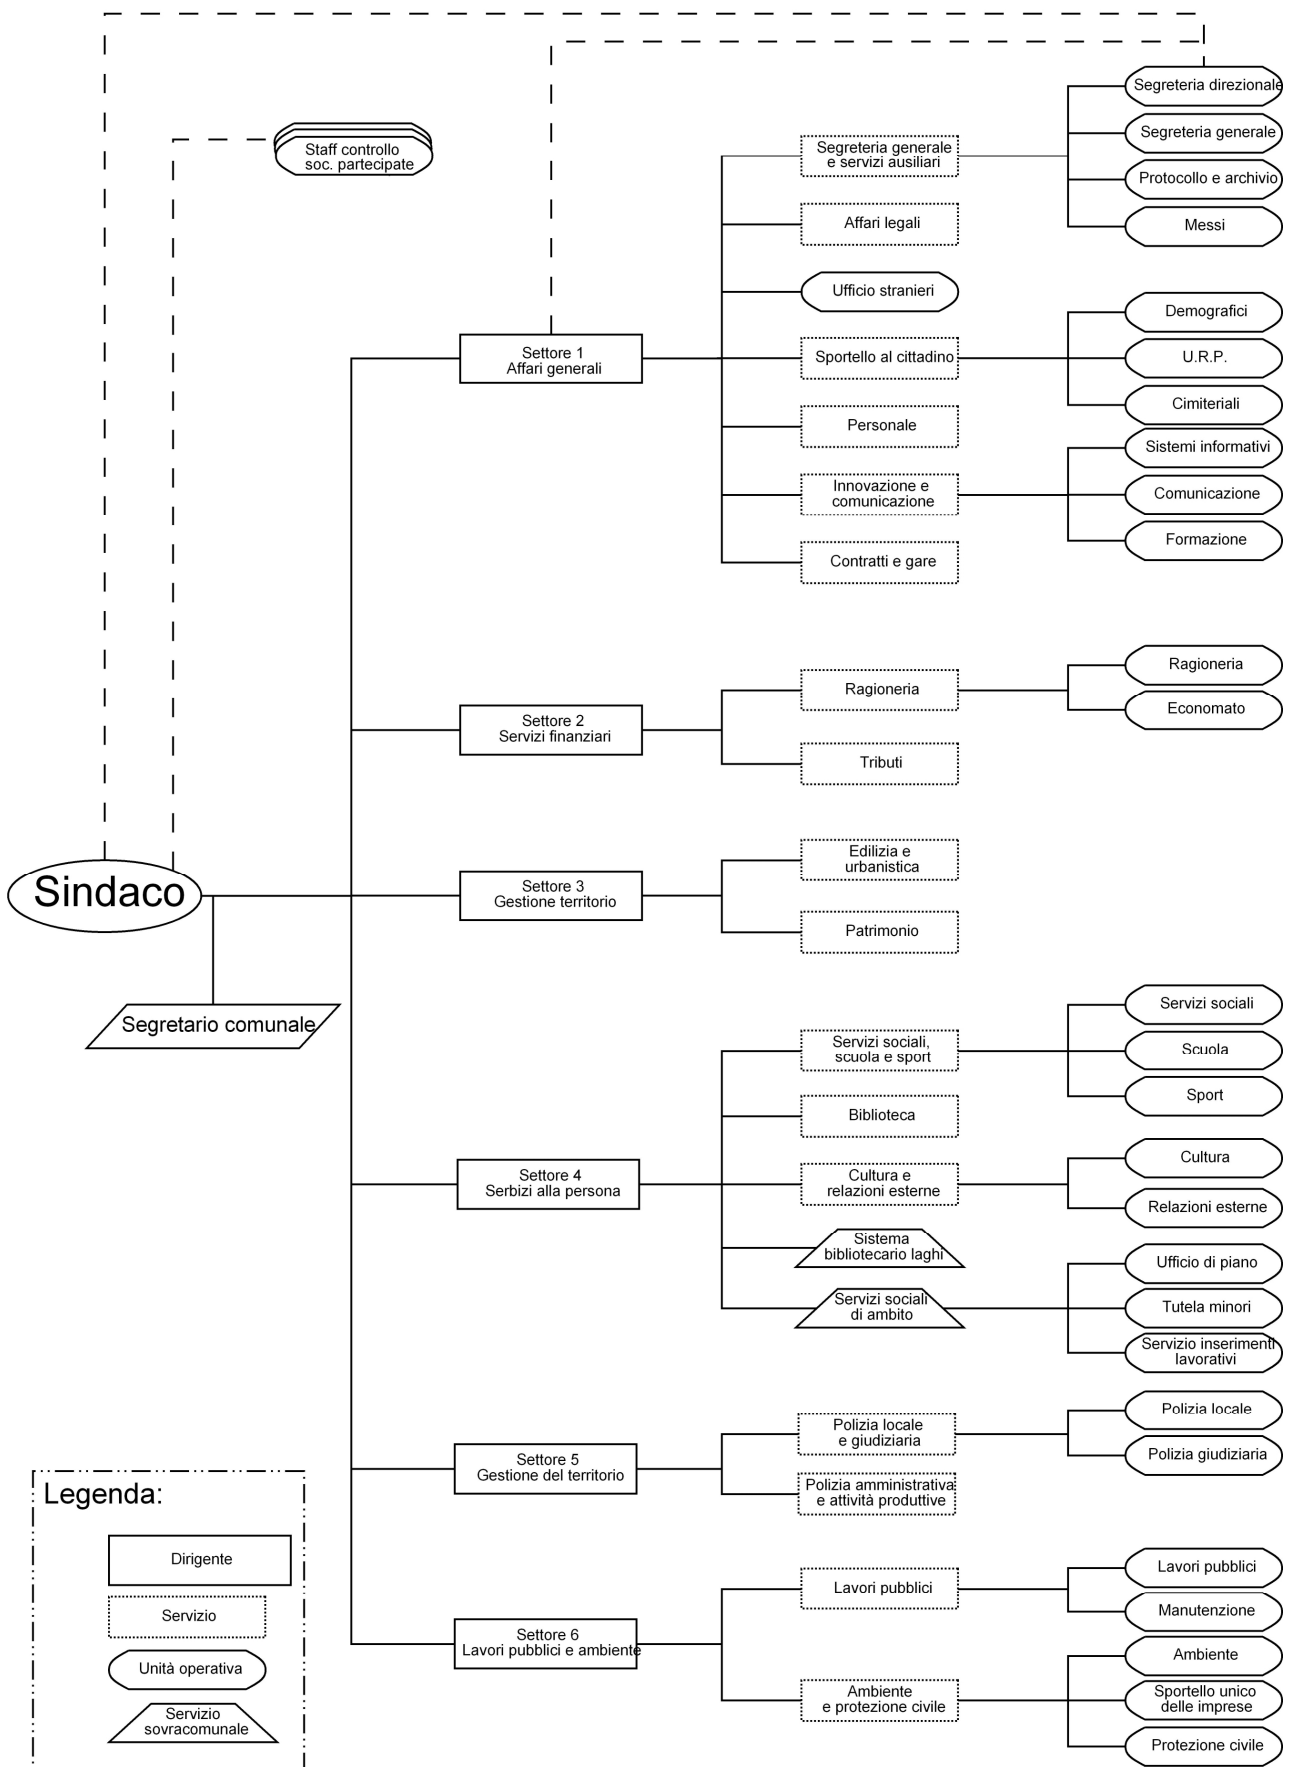 Staff controllo
soc. partecipate
Sindaco
Segretario comunale
Settore 1
Affari generali
Segreteria generale
e servizi ausiliari
Segreteria direzionale
Segreteria generale
Protocollo e archivio
Messi
Affari legali
Ufficio stranieri
Sportello al cittadino
Demografici
U.R.P.
Cimiteriali
Personale
Innovazione e
comunicazione
Sistemi informativi
Comunicazione
Formazione
Contratti e gare
Settore 2
Servizi finanziari
Ragioneria
Ragioneria
Economato
Tributi
Settore 3
Gestione territorio
Edilizia e
urbanistica
Patrimonio
Settore 4
Serbizi alla persona
Servizi sociali,
scuola e sport
Servizi sociali
Scuola
Sport
Biblioteca
Cultura e
relazioni esterne
Cultura
Relazioni esterne
Sistema
bibliotecario laghi
Servizi sociali
di ambito
Ufficio di piano
Tutela minori
Servizio inserimenti
lavorativi
Settore 5
Gestione del territorio
Polizia locale
e giudiziaria
Polizia locale
Polizia giudiziaria
Polizia amministrativa
e attività produttive
Settore 6
Lavori pubblici e ambiente
Lavori pubblici
Lavori pubblici
Manutenzione
Ambiente
e protezione civile
Ambiente
Sportello unico
delle imprese
Protezione civile
Legenda:
Dirigente
Servizio
Unità operativa
Servizio
sovracomunale